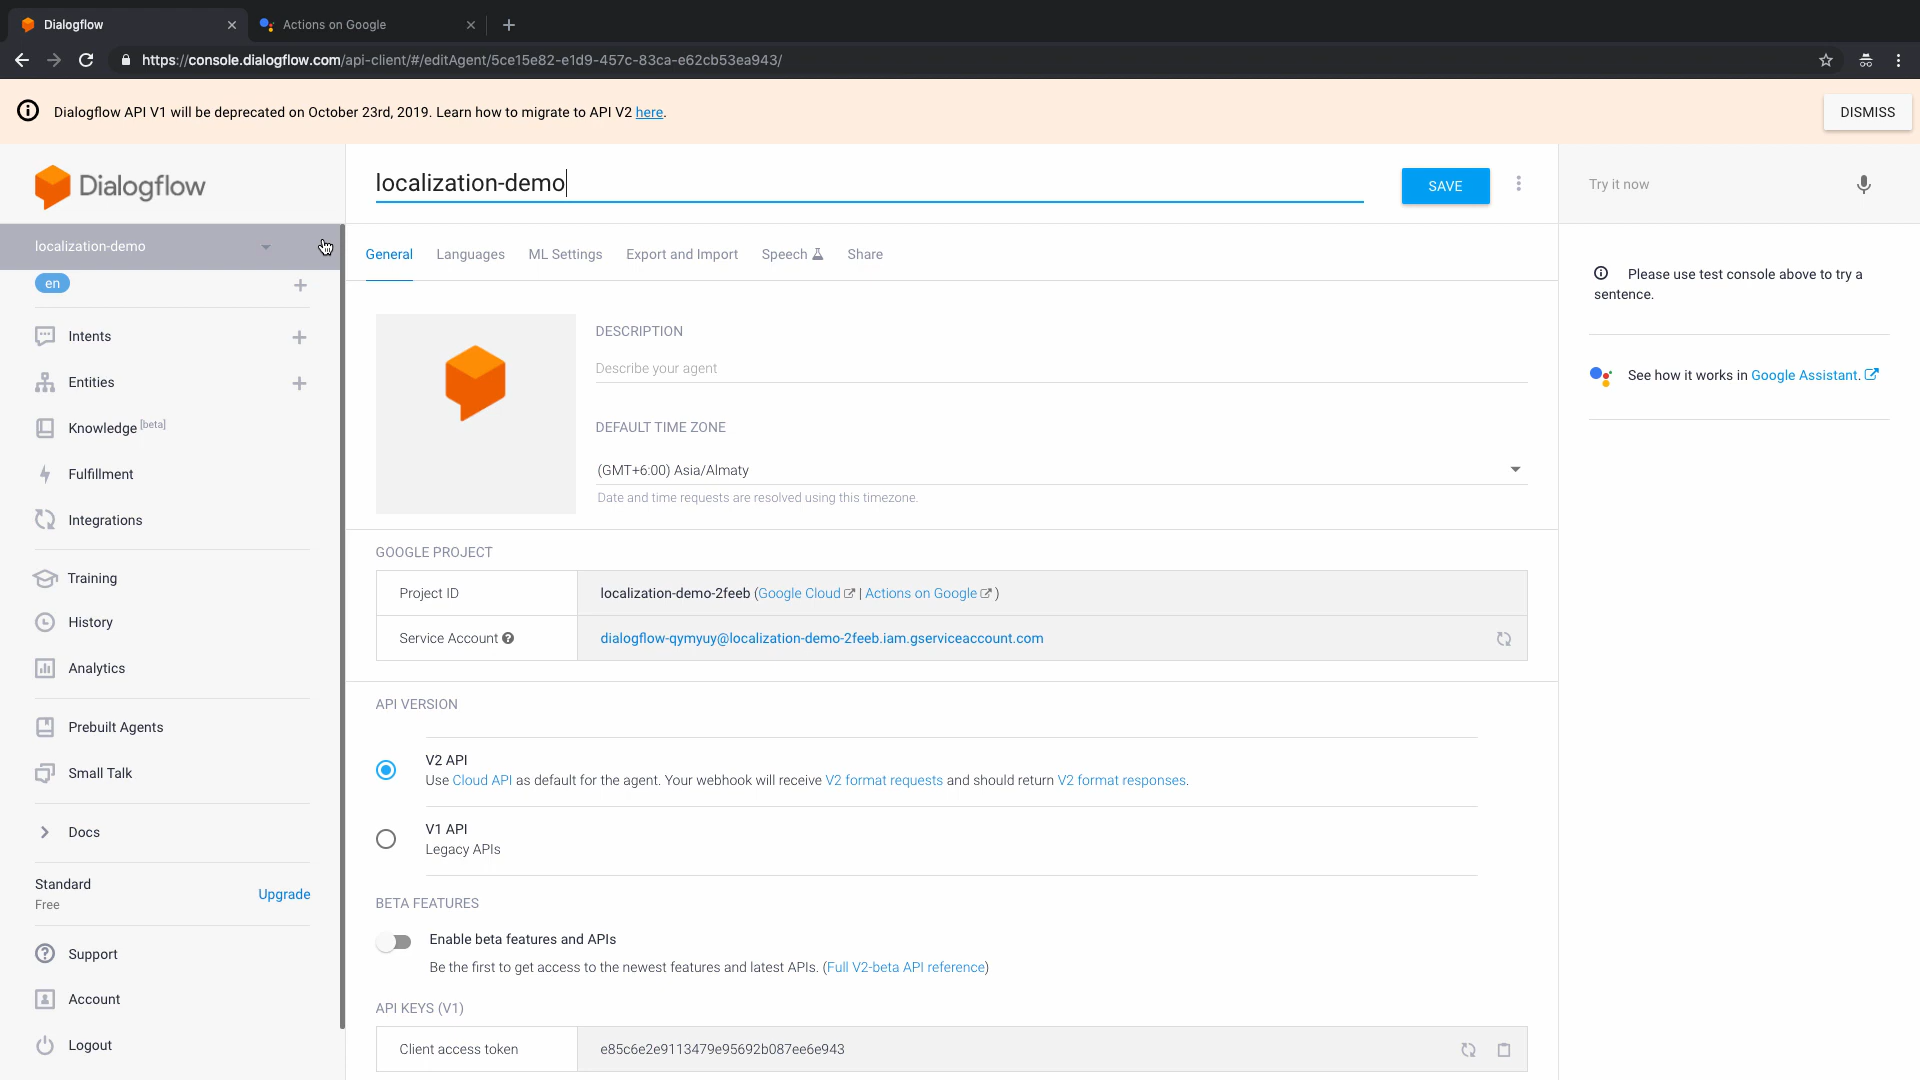 Dialogflow
Actions on Google
https://console.dialogflow.com/api-client/#/editAgent/5ce15e82-e1d9-457c-83ca-e62cb53ea943/
Dialogflow API V1 will be deprecated on October 23rd, 2019. Learn how to migrate to API V2 here.
DISMISS
Dialogflow
localization-demo
en
Intents
Entities
Knowledge [beta]
Fulfillment
Integrations
Training
History
Analytics
Prebuilt Agents
Small Talk
Docs
Standard
Free
Upgrade
Support
Account
Logout
localization-demo
SAVE
General Languages ML Settings Export and Import Speech Share
DESCRIPTION
Describe your agent
DEFAULT TIME ZONE
(GMT+6:00) Asia/Almaty
Date and time requests are resolved using this timezone.
GOOGLE PROJECT
Project ID localization-demo-2feeb (Google Cloud | Actions on Google )
Service Account dialogflow-qymyuy@localization-demo-2feeb.iam.gserviceaccount.com
API VERSION
V2 API
Use Cloud API as default for the agent. Your webhook will receive V2 format requests and should return V2 format responses.
V1 API
Legacy APIs
BETA FEATURES
Enable beta features and APIs
Be the first to get access to the newest features and latest APIs. (Full V2-beta API reference)
API KEYS (V1)
Client access token e85c6e2e9113479e95692b087ee6e943
Try it now
Please use test console above to try a
sentence.
See how it works in Google Assistant.